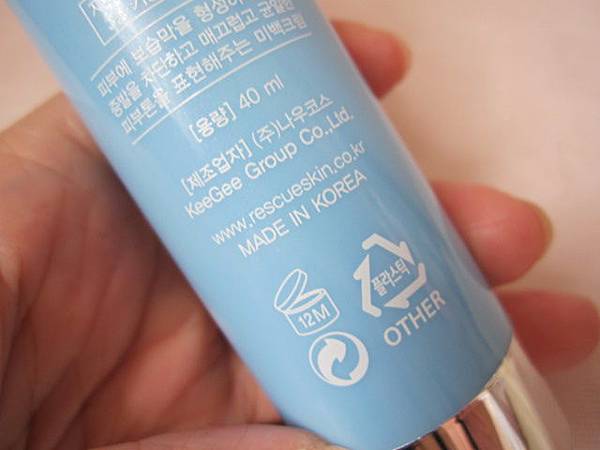 피부에 보습막을 형성하
증발을 차단하고 매끄럽고 균일한
피부톤을 표현해주는 미백크림
[용량] 40 ml
[제조업자] (주)나우코스
KeeGee Group Co.,Ltd.
www.rescueskin.co.kr
MADE IN KOREA
12M
플라스틱
OTHER